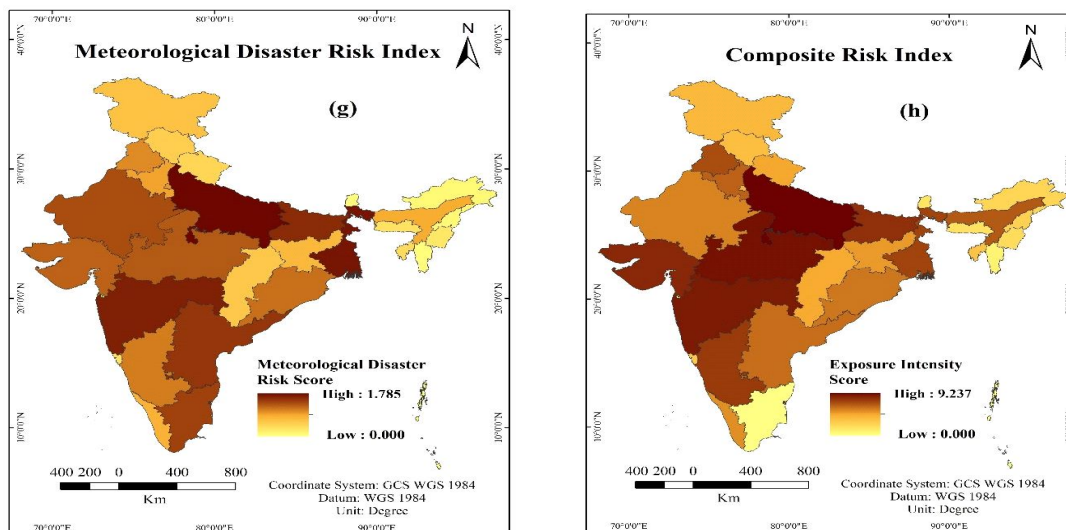 70°0'0"E 80°0'0"E 90°0'0"E
N
Meteorological Disaster Risk Index
(g)
40°0'0"N
30°0'0"N
20°0'0"N
10°0'0"N
Meteorological Disaster
Risk Score
High : 1.785
Low : 0.000
400 200 0 400 800
Km
Coordinate System: GCS WGS 1984
Datum: WGS 1984
Unit: Degree
70°0'0"E 80°0'0"E 90°0'0"E
70°0'0"E 80°0'0"E 90°0'0"E
N
Composite Risk Index
(h)
40°0'0"N
30°0'0"N
20°0'0"N
10°0'0"N
Exposure Intensity
Score
High : 9.237
Low : 0.000
400 200 0 400 800
Km
Coordinate System: GCS WGS 1984
Datum: WGS 1984
Unit: Degree
70°0'0"E 80°0'0"E 90°0'0"E